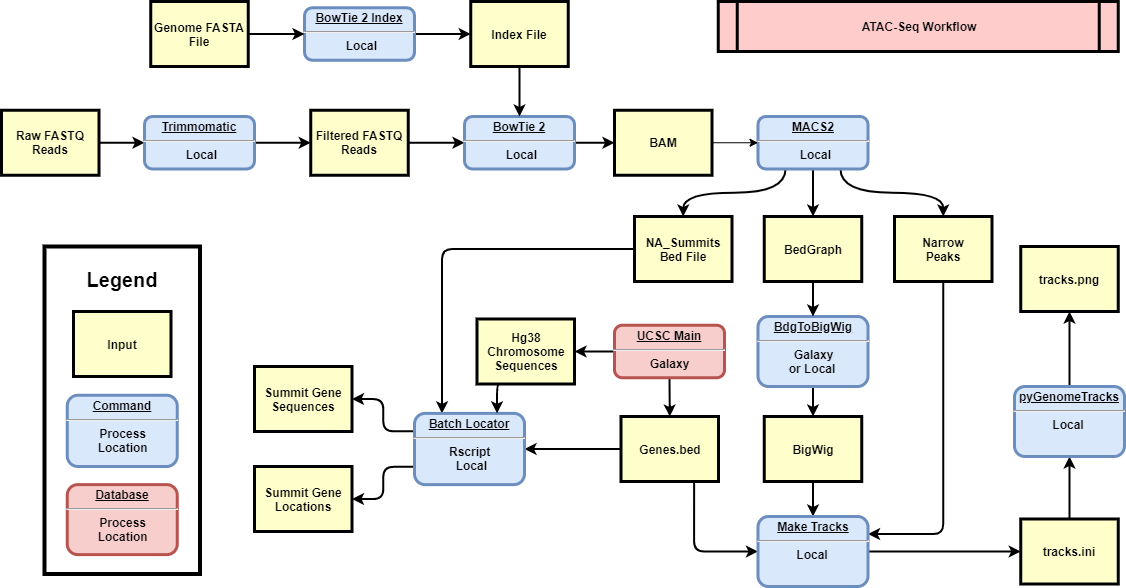 Genome FASTA
File
BowTie 2 Index
Local
Index File
ATAC-Seq Workflow
Raw FASTQ
Reads
Trimmomatic
Local
Filtered FASTQ
Reads
BowTie 2
Local
BAM
MACS2
Local
NA_Summits
Bed File
BedGraph
Narrow
Peaks
tracks.png
Legend
Input
Command
Process
Location
Database
Process
Location
Hg38
Chromosome
Sequences
UCSC Main
Galaxy
BdgToBigWig
Galaxy
or Local
Summit Gene
Sequences
Batch Locator
Rscript
Local
Genes.bed
BigWig
pyGenomeTracks
Local
Summit Gene
Locations
Make Tracks
Local
tracks.ini